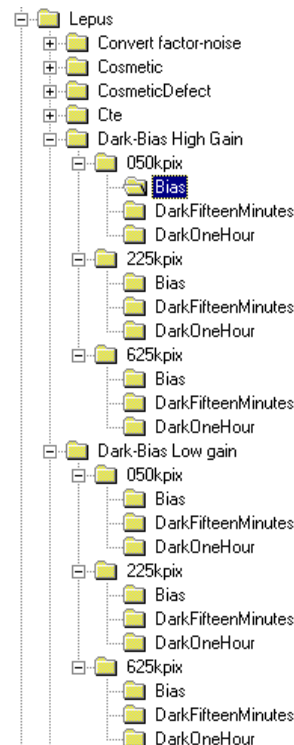 Lepus
Convert factor-noise
Cosmetic
CosmeticDefect
Cte
Dark-Bias High Gain
050kpix
Bias
DarkFifteenMinutes
DarkOneHour
225kpix
Bias
DarkFifteenMinutes
DarkOneHour
625kpix
Bias
DarkFifteenMinutes
DarkOneHour
Dark-Bias Low gain
050kpix
Bias
DarkFifteenMinutes
DarkOneHour
225kpix
Bias
DarkFifteenMinutes
DarkOneHour
625kpix
Bias
DarkFifteenMinutes
DarkOneHour